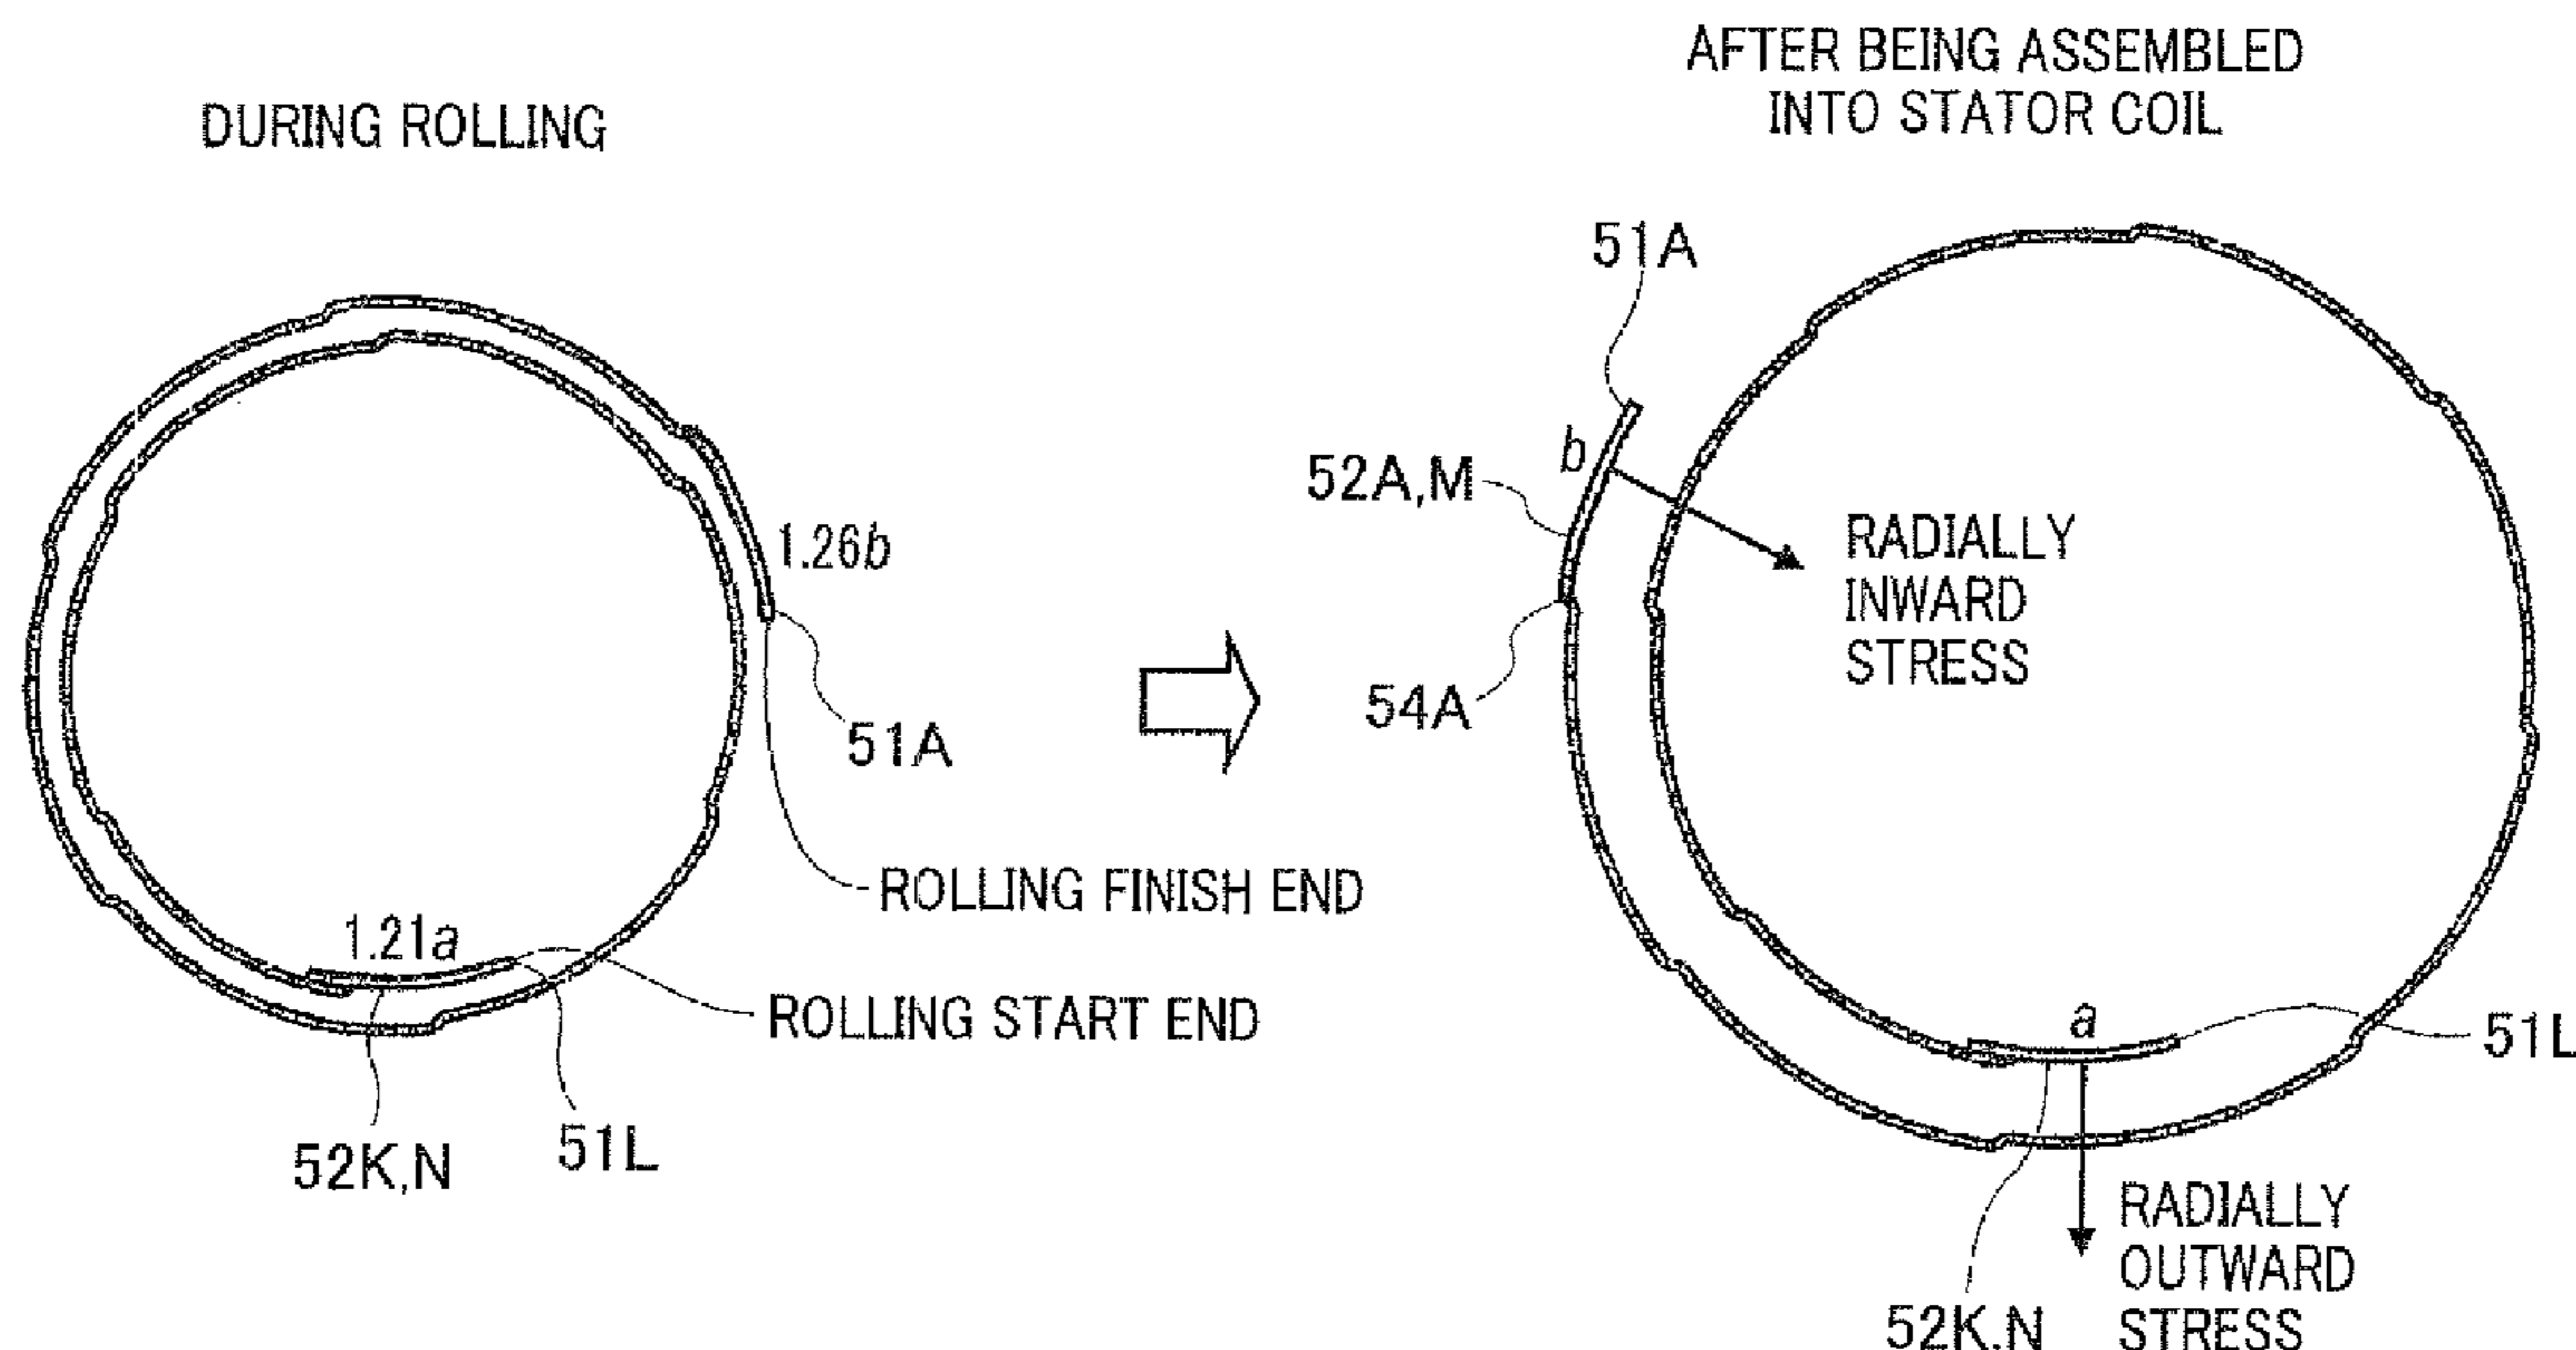 DURING ROLLING
1.26b
51A
ROLLING FINISH END
1.21a
ROLLING START END
52K,N
51L
AFTER BEING ASSEMBLED
INTO STATOR COIL
51A
b
52A,M
RADIALLY
INWARD
STRESS
54A
a
51L
RADIALLY
OUTWARD
STRESS
52K,N